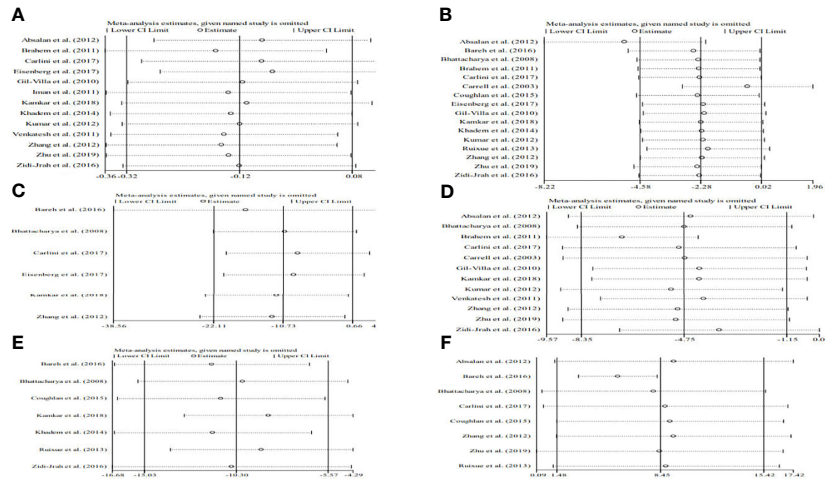 A
Meta-analysis estimates, given named study is omitted
Lower CI Limit Estimate Upper CI Limit
Absalan et al. (2012)
Brahem et al. (2011)
Carlini et al. (2017)
Eisenberg et al. (2017)
Gil-Villa et al. (2010)
Iman et al. (2011)
Kamkar et al. (2018)
Khadem et al. (2014)
Kumar et al. (2012)
Venkatesh et al. (2011)
Zhang et al. (2012)
Zhu et al. (2019)
Zidi-Jrah et al. (2016)
-0.36 -0.32 -0.12 0.08
B
Meta-analysis estimates, given named study is omitted
Lower CI Limit Estimate Upper CI Limit
Absalan et al. (2012)
Bareh et al. (2016)
Bhattacharya et al. (2008)
Brahem et al. (2011)
Carlini et al. (2017)
Carrell et al. (2003)
Coughlan et al. (2015)
Eisenberg et al. (2017)
Gil-Villa et al. (2010)
Kamkar et al. (2018)
Khadem et al. (2014)
Kumar et al. (2012)
Ruixue et al. (2013)
Zhang et al. (2012)
Zhu et al. (2019)
Zidi-Jrah et al. (2016)
-8.22 -4.58 -2.28 0.02 1.96
C
Meta-analysis estimates, given named study is omitted
Lower CI Limit Estimate Upper CI Limit
Bareh et al. (2016)
Bhattacharya et al. (2008)
Carlini et al. (2017)
Eisenberg et al. (2017)
Kamkar et al. (2018)
Zhang et al. (2012)
-38.56 -22.11 -10.73 0.66 4
D
Meta-analysis estimates, given named study is omitted
Lower CI Limit Estimate Upper CI Limit
Absalan et al. (2012)
Bhattacharya et al. (2008)
Brahem et al. (2011)
Carlini et al. (2017)
Carrell et al. (2003)
Gil-Villa et al. (2010)
Kamkar et al. (2018)
Kumar et al. (2012)
Venkatesh et al. (2011)
Zhang et al. (2012)
Zhu et al. (2019)
Zidi-Jrah et al. (2016)
-9.57 -8.35 -4.75 -1.15 0.0
E
Meta-analysis estimates, given named study is omitted
Lower CI Limit Estimate Upper CI Limit
Bareh et al. (2016)
Bhattacharya et al. (2008)
Coughlan et al. (2015)
Kamkar et al. (2018)
Khadem et al. (2014)
Ruixue et al. (2013)
Zidi-Jrah et al. (2016)
-16.68 -15.03 -10.30 -5.57 -4.29
F
Absalan et al. (2012)
Bareh et al. (2016)
Bhattacharya et al. (2008)
Carlini et al. (2017)
Coughlan et al. (2015)
Zhang et al. (2012)
Zhu et al. (2019)
Ruixue et al. (2013)
0.09 1.48 8.45 15.42 17.42